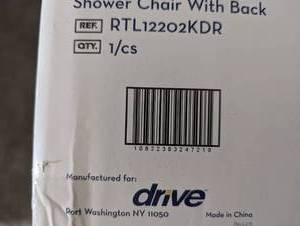 Shower Chair With Back
REF. RTL12202KDR
QTY. 1/cs
Manufactured for:
drive
Port Washington NY 11050
Made in China